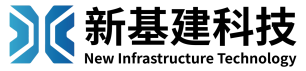 新基建科技
New Infrastructure Technology